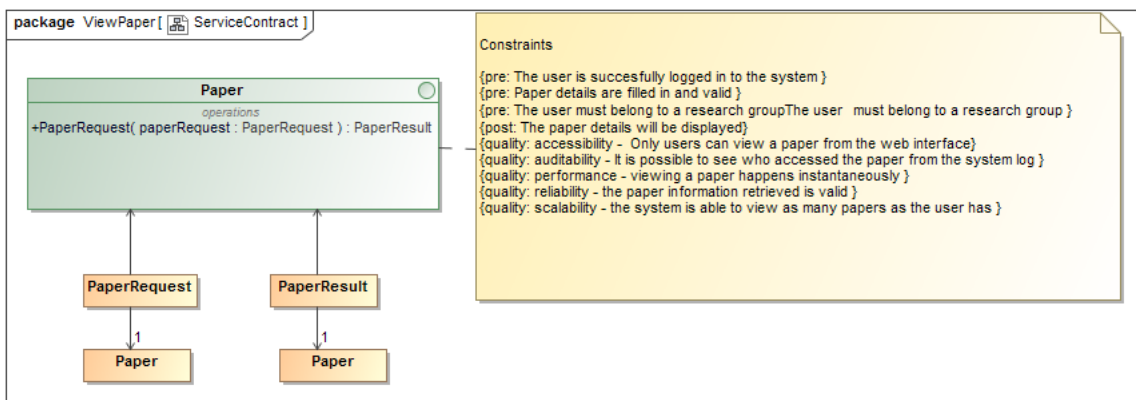 package ViewPaper [ ServiceContract ]
Constraints
{pre: The user is succesfully logged in to the system }
{pre: Paper details are filled in and valid }
{pre: The user must belong to a research groupThe user must belong to a research group }
{post: The paper details will be displayed}
{quality: accessibility - Only users can view a paper from the web interface}
{quality: auditability - It is possible to see who accessed the paper from the system log }
{quality: performance - viewing a paper happens instantaneously }
{quality: reliability - the paper information retrieved is valid }
{quality: scalability - the system is able to view as many papers as the user has }
Paper
operations
+PaperRequest( paperRequest : PaperRequest ) : PaperResult
PaperRequest
PaperResult
1
1
Paper
Paper